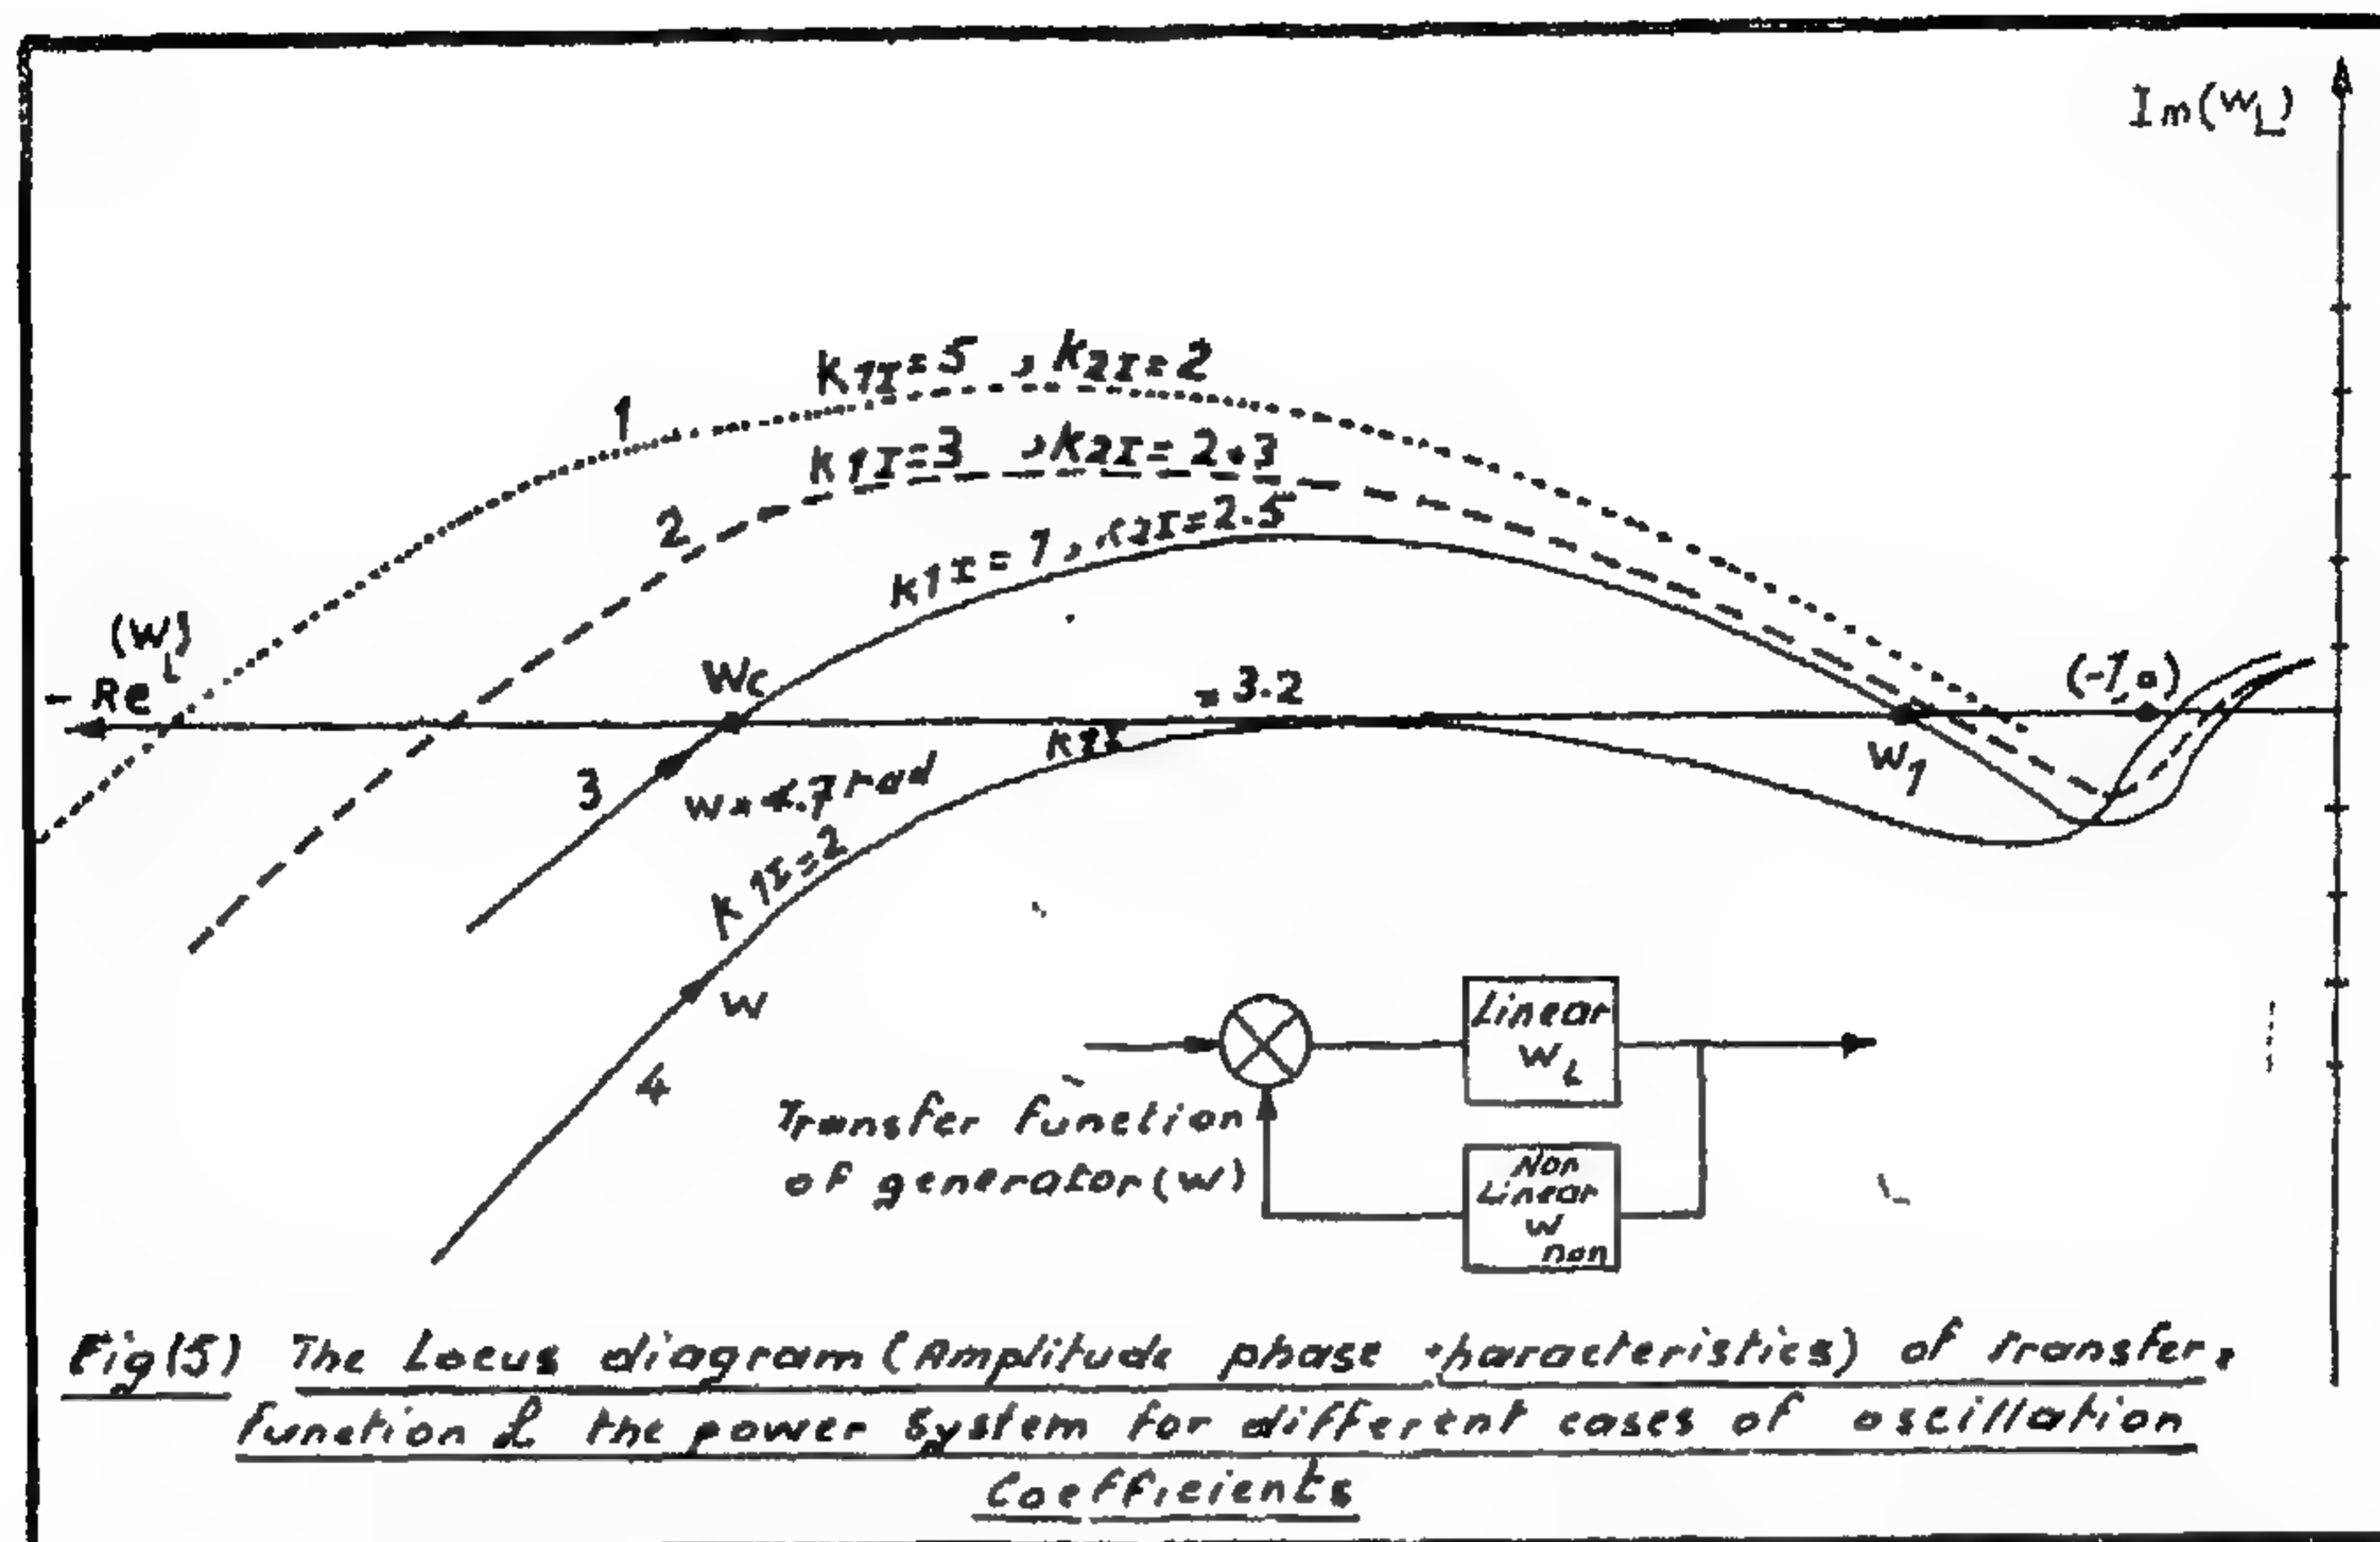 Im(WL)
K1I=5 , K2I=2
1
K1I=3 , K2I=2.3
2
K1I=1 , K2I=2.5
(WL)
- Re
Wc
= 3.2
(-1,0)
K2I
W1
3
K1I=2
W
4
Linear
WL
Transfer Function
of generator(W)
Non
Linear
W
non
Fig(5) The Locus diagram (Amplitude phase characteristics) of transfer.
function & the power system for different cases of oscillation
Coefficients